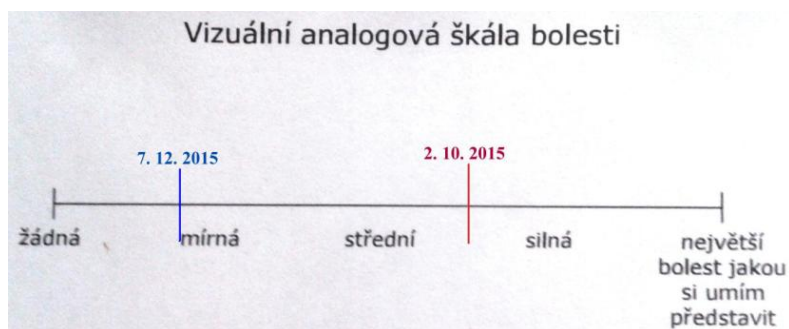 Vizuální analogová škála bolesti
7. 12. 2015
2. 10. 2015
žádná
mírná
střední
silná
největší
bolest jakou
si umím
představit